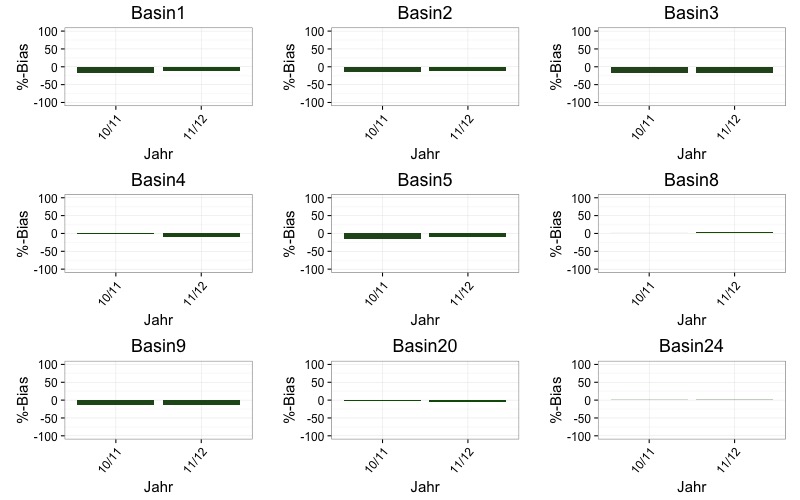 Basin1
%-Bias
100
50
0
-50
-100
10/11
11/12
Jahr
Basin2
%-Bias
100
50
0
-50
-100
10/11
11/12
Jahr
Basin3
%-Bias
100
50
0
-50
-100
10/11
11/12
Jahr
Basin4
%-Bias
100
50
0
-50
-100
10/11
11/12
Jahr
Basin5
%-Bias
100
50
0
-50
-100
10/11
11/12
Jahr
Basin8
%-Bias
100
50
0
-50
-100
10/11
11/12
Jahr
Basin9
%-Bias
100
50
0
-50
-100
10/11
11/12
Jahr
Basin20
%-Bias
100
50
0
-50
-100
10/11
11/12
Jahr
Basin24
%-Bias
100
50
0
-50
-100
10/11
11/12
Jahr